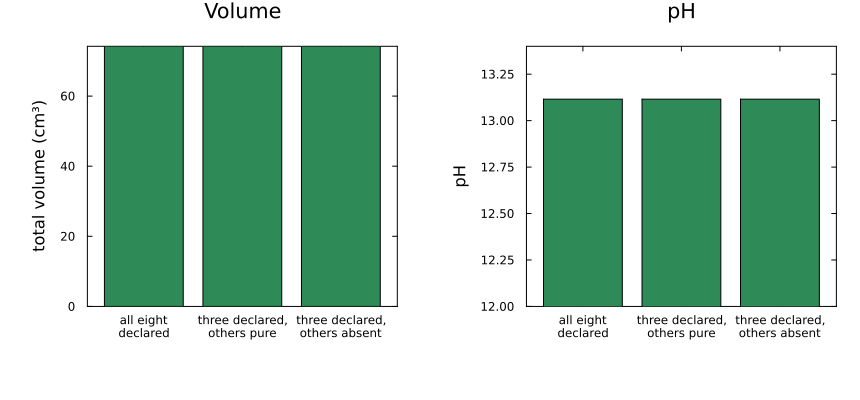 Volume
total volume (cm³)
60
40
20
0
all eight
declared
three declared,
others pure
three declared,
others absent
pH
pH
13.25
13.00
12.75
12.50
12.25
12.00
all eight
declared
three declared,
others pure
three declared,
others absent